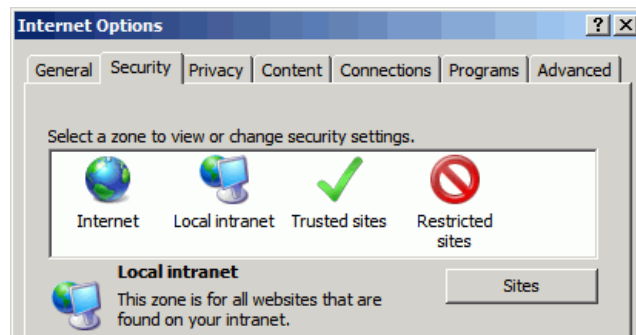 Internet Options
General Security Privacy Content Connections Programs Advanced
Select a zone to view or change security settings.
Internet Local intranet Trusted sites Restricted
sites
Local intranet
Sites
This zone is for all websites that are
found on your intranet.